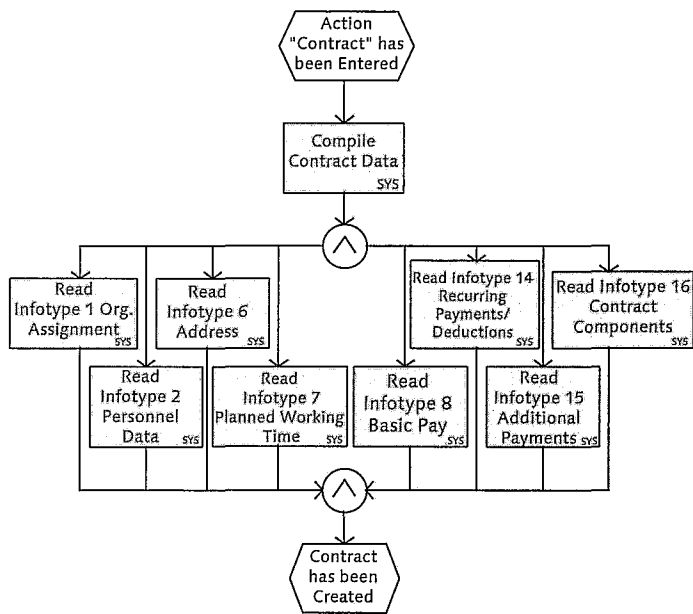 Action
"Contract" has
been Entered
Compile
Contract Data
SYS
Read
Infotype 1 Org.
Assignment
SYS
Read
Infotype 6
Address
SYS
Read Infotype 14
Recurring
Payments/
Deductions
SYS
Read Infotype 16
Contract
Components
SYS
Read
Infotype 2
Personnel
Data
SYS
Read
Infotype 7
Planned Working
Time
SYS
Read
Infotype 8
Basic Pay
SYS
Read
Infotype 15
Additional
Payments
SYS
Contract
has been
Created